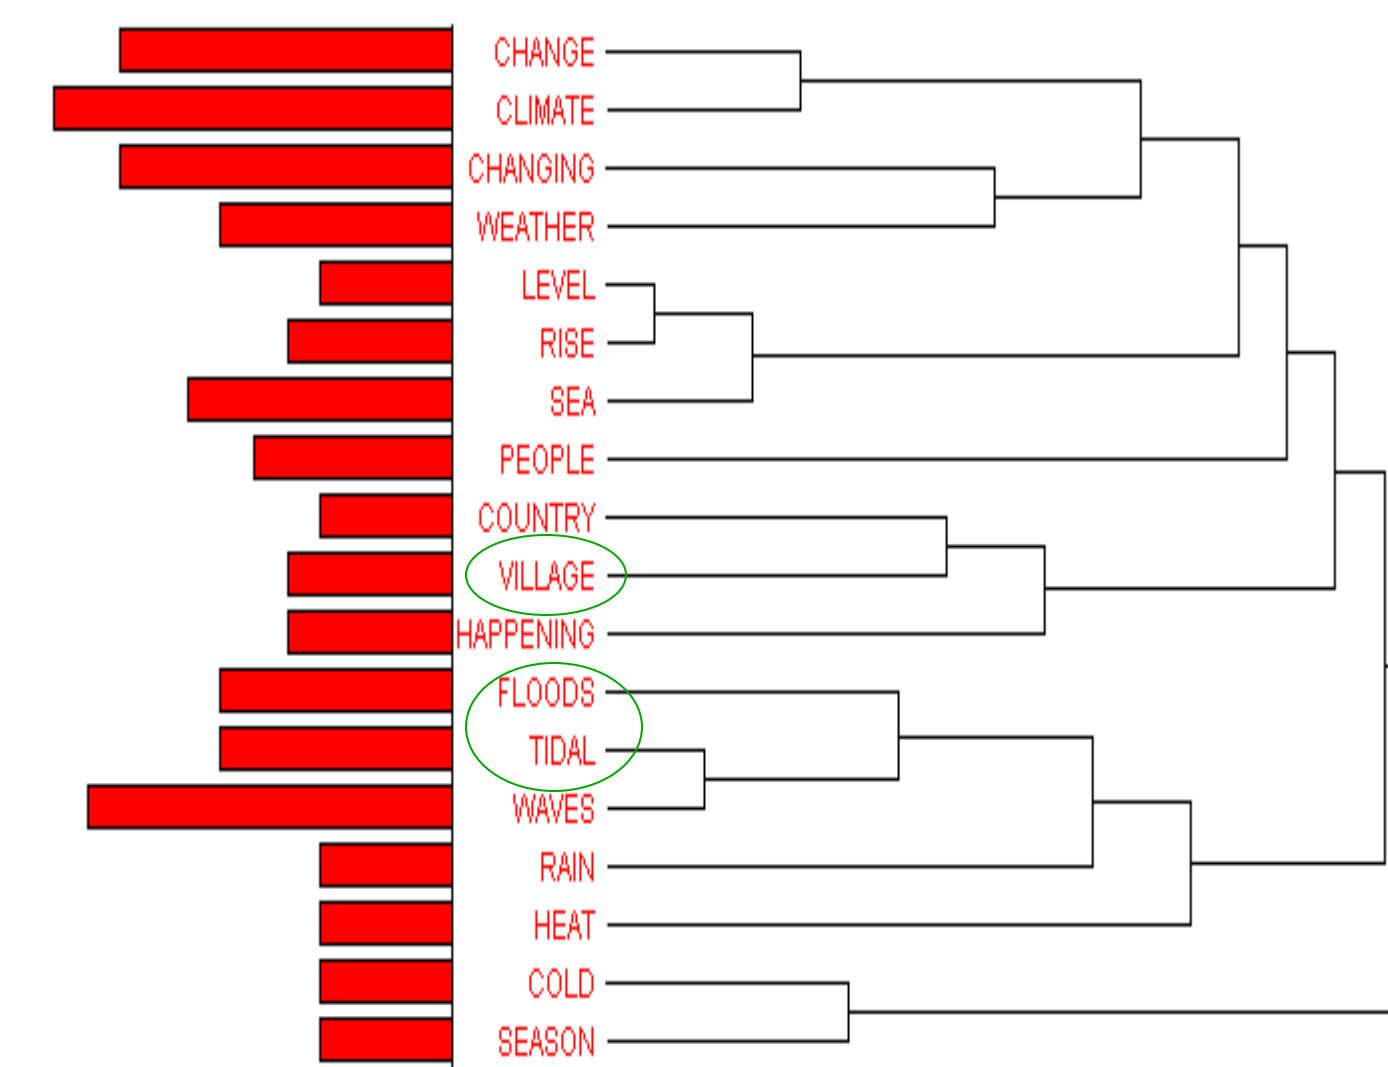 CHANGE
CLIMATE
CHANGING
WEATHER
LEVEL
RISE
SEA
PEOPLE
COUNTRY
VILLAGE
HAPPENING
FLOODS
TIDAL
WAVES
RAIN
HEAT
COLD
SEASON